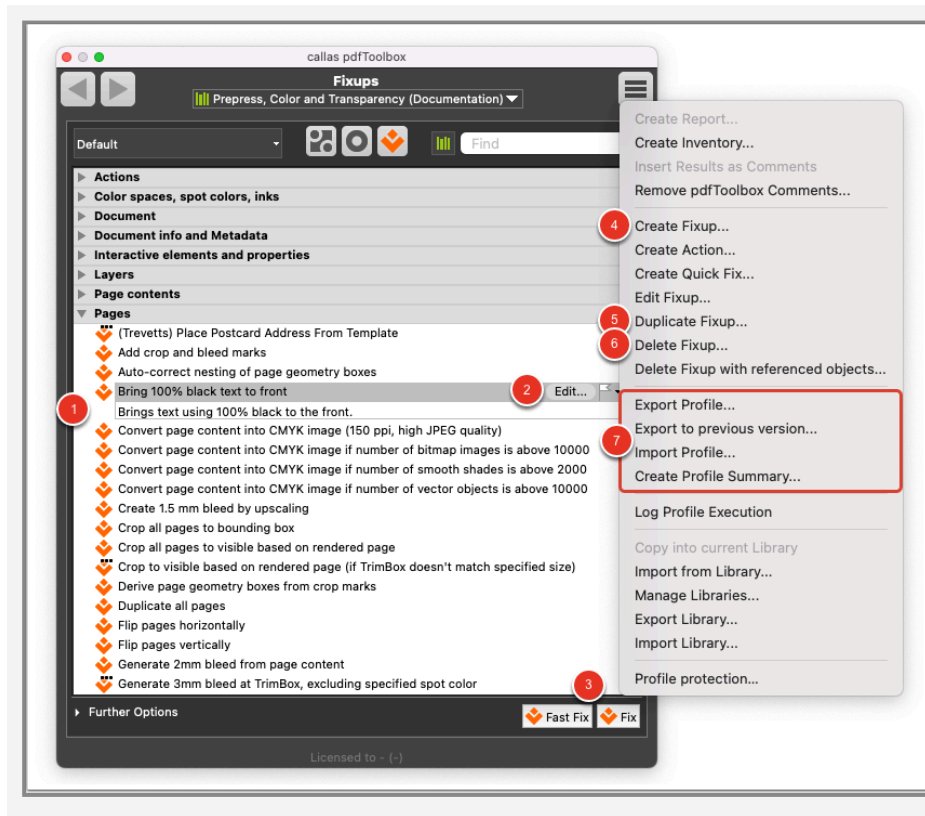 callas pdfToolbox
Fixups
Prepress, Color and Transparency (Documentation)
Default
Find
Actions
Color spaces, spot colors, inks
Document
Document info and Metadata
Interactive elements and properties
Layers
Page contents
Pages
(Trevetts) Place Postcard Address From Template
Add crop and bleed marks
Auto-correct nesting of page geometry boxes
Bring 100% black text to front
2
Edit...
1
Brings text using 100% black to the front.
Convert page content into CMYK image (150 ppi, high JPEG quality)
Convert page content into CMYK image if number of bitmap images is above 10000
Convert page content into CMYK image if number of smooth shades is above 2000
Convert page content into CMYK image if number of vector objects is above 10000
Create 1.5 mm bleed by upscaling
Crop all pages to bounding box
Crop all pages to visible based on rendered page
Crop to visible based on rendered page (if TrimBox doesn't match specified size)
Derive page geometry boxes from crop marks
Duplicate all pages
Flip pages horizontally
Flip pages vertically
Generate 2mm bleed from page content
Generate 3mm bleed at TrimBox, excluding specified spot color
3
Further Options
Fast Fix
Fix
Licensed to - (-)
Create Report...
Create Inventory...
Insert Results as Comments
Remove pdfToolbox Comments...
4
Create Fixup...
Create Action...
Create Quick Fix...
Edit Fixup...
5
Duplicate Fixup...
6
Delete Fixup...
Delete Fixup with referenced objects...
Export Profile...
Export to previous version...
7
Import Profile...
Create Profile Summary...
Log Profile Execution
Copy into current Library
Import from Library...
Manage Libraries...
Export Library...
Import Library...
Profile protection...